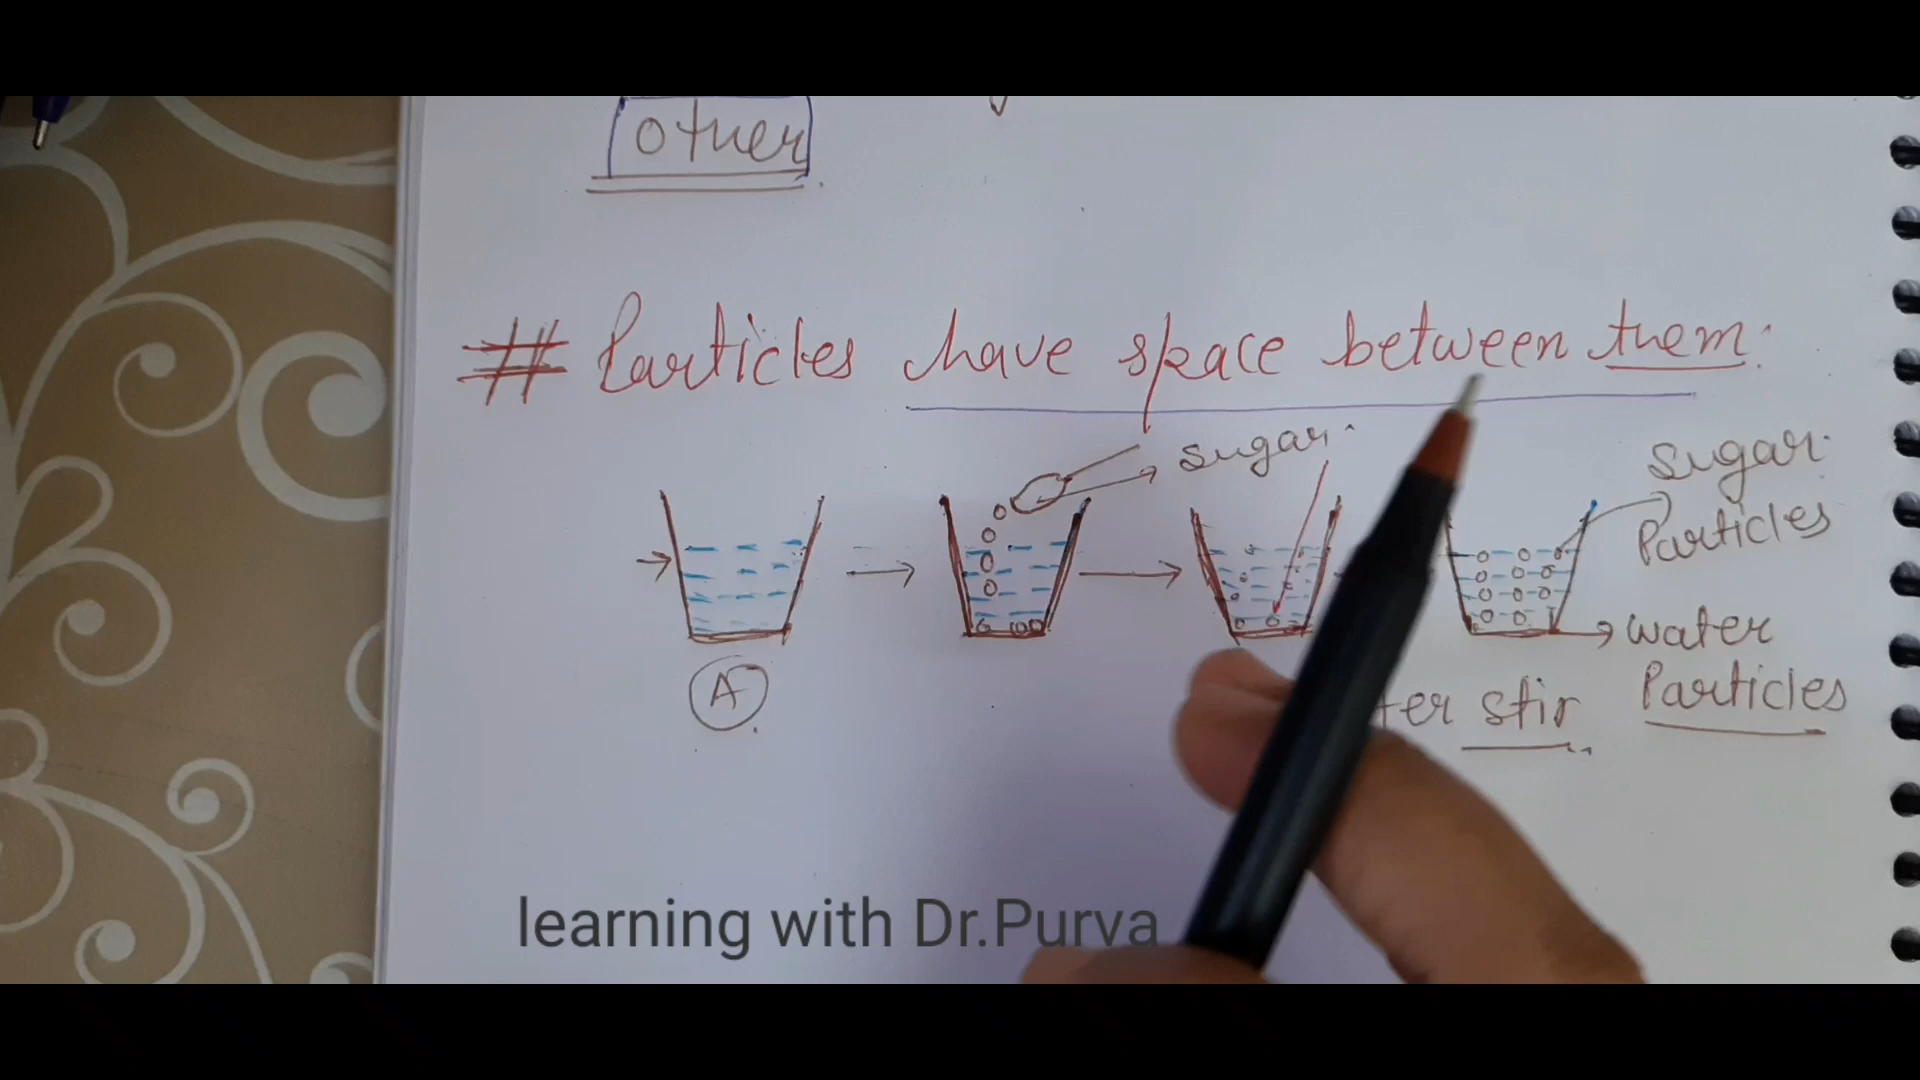 other
# Particles have space between them.
sugar.
sugar
Particles
water
Particles
A
stir
learning with Dr.Purva